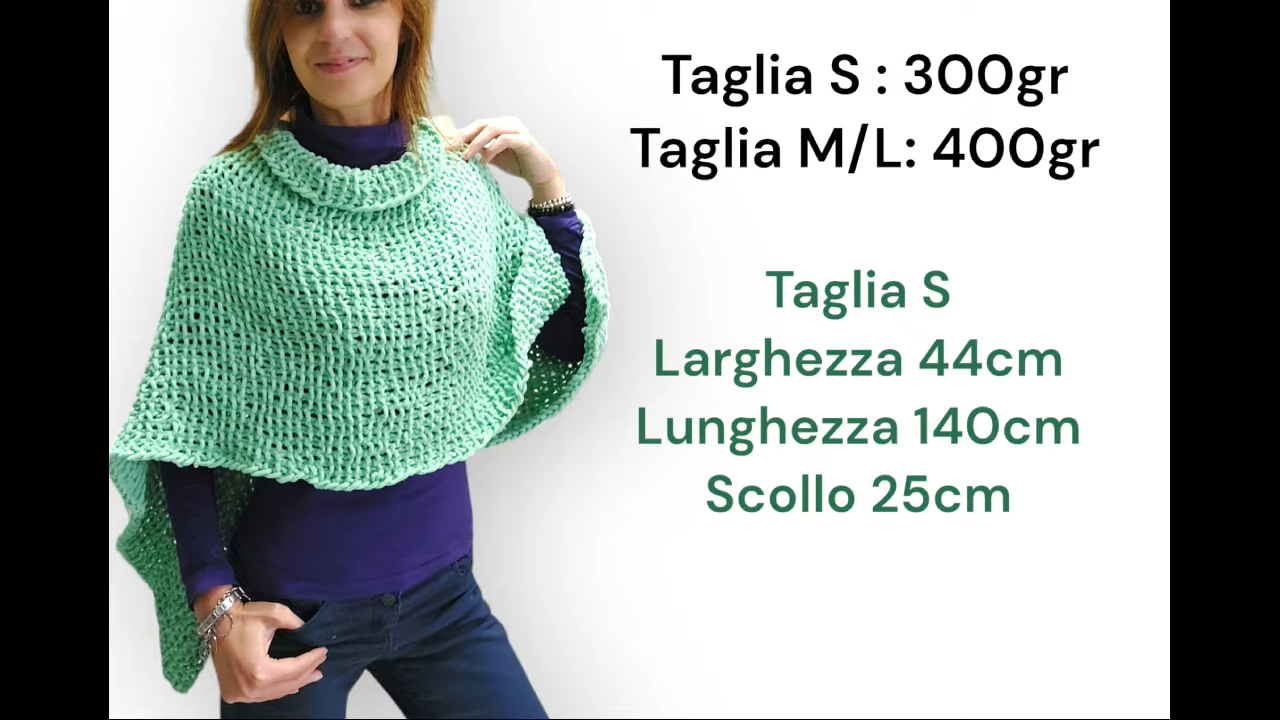 Taglia S : 300gr
Taglia M/L: 400gr
Taglia S
Larghezza 44cm
Lunghezza 140cm
Scollo 25cm